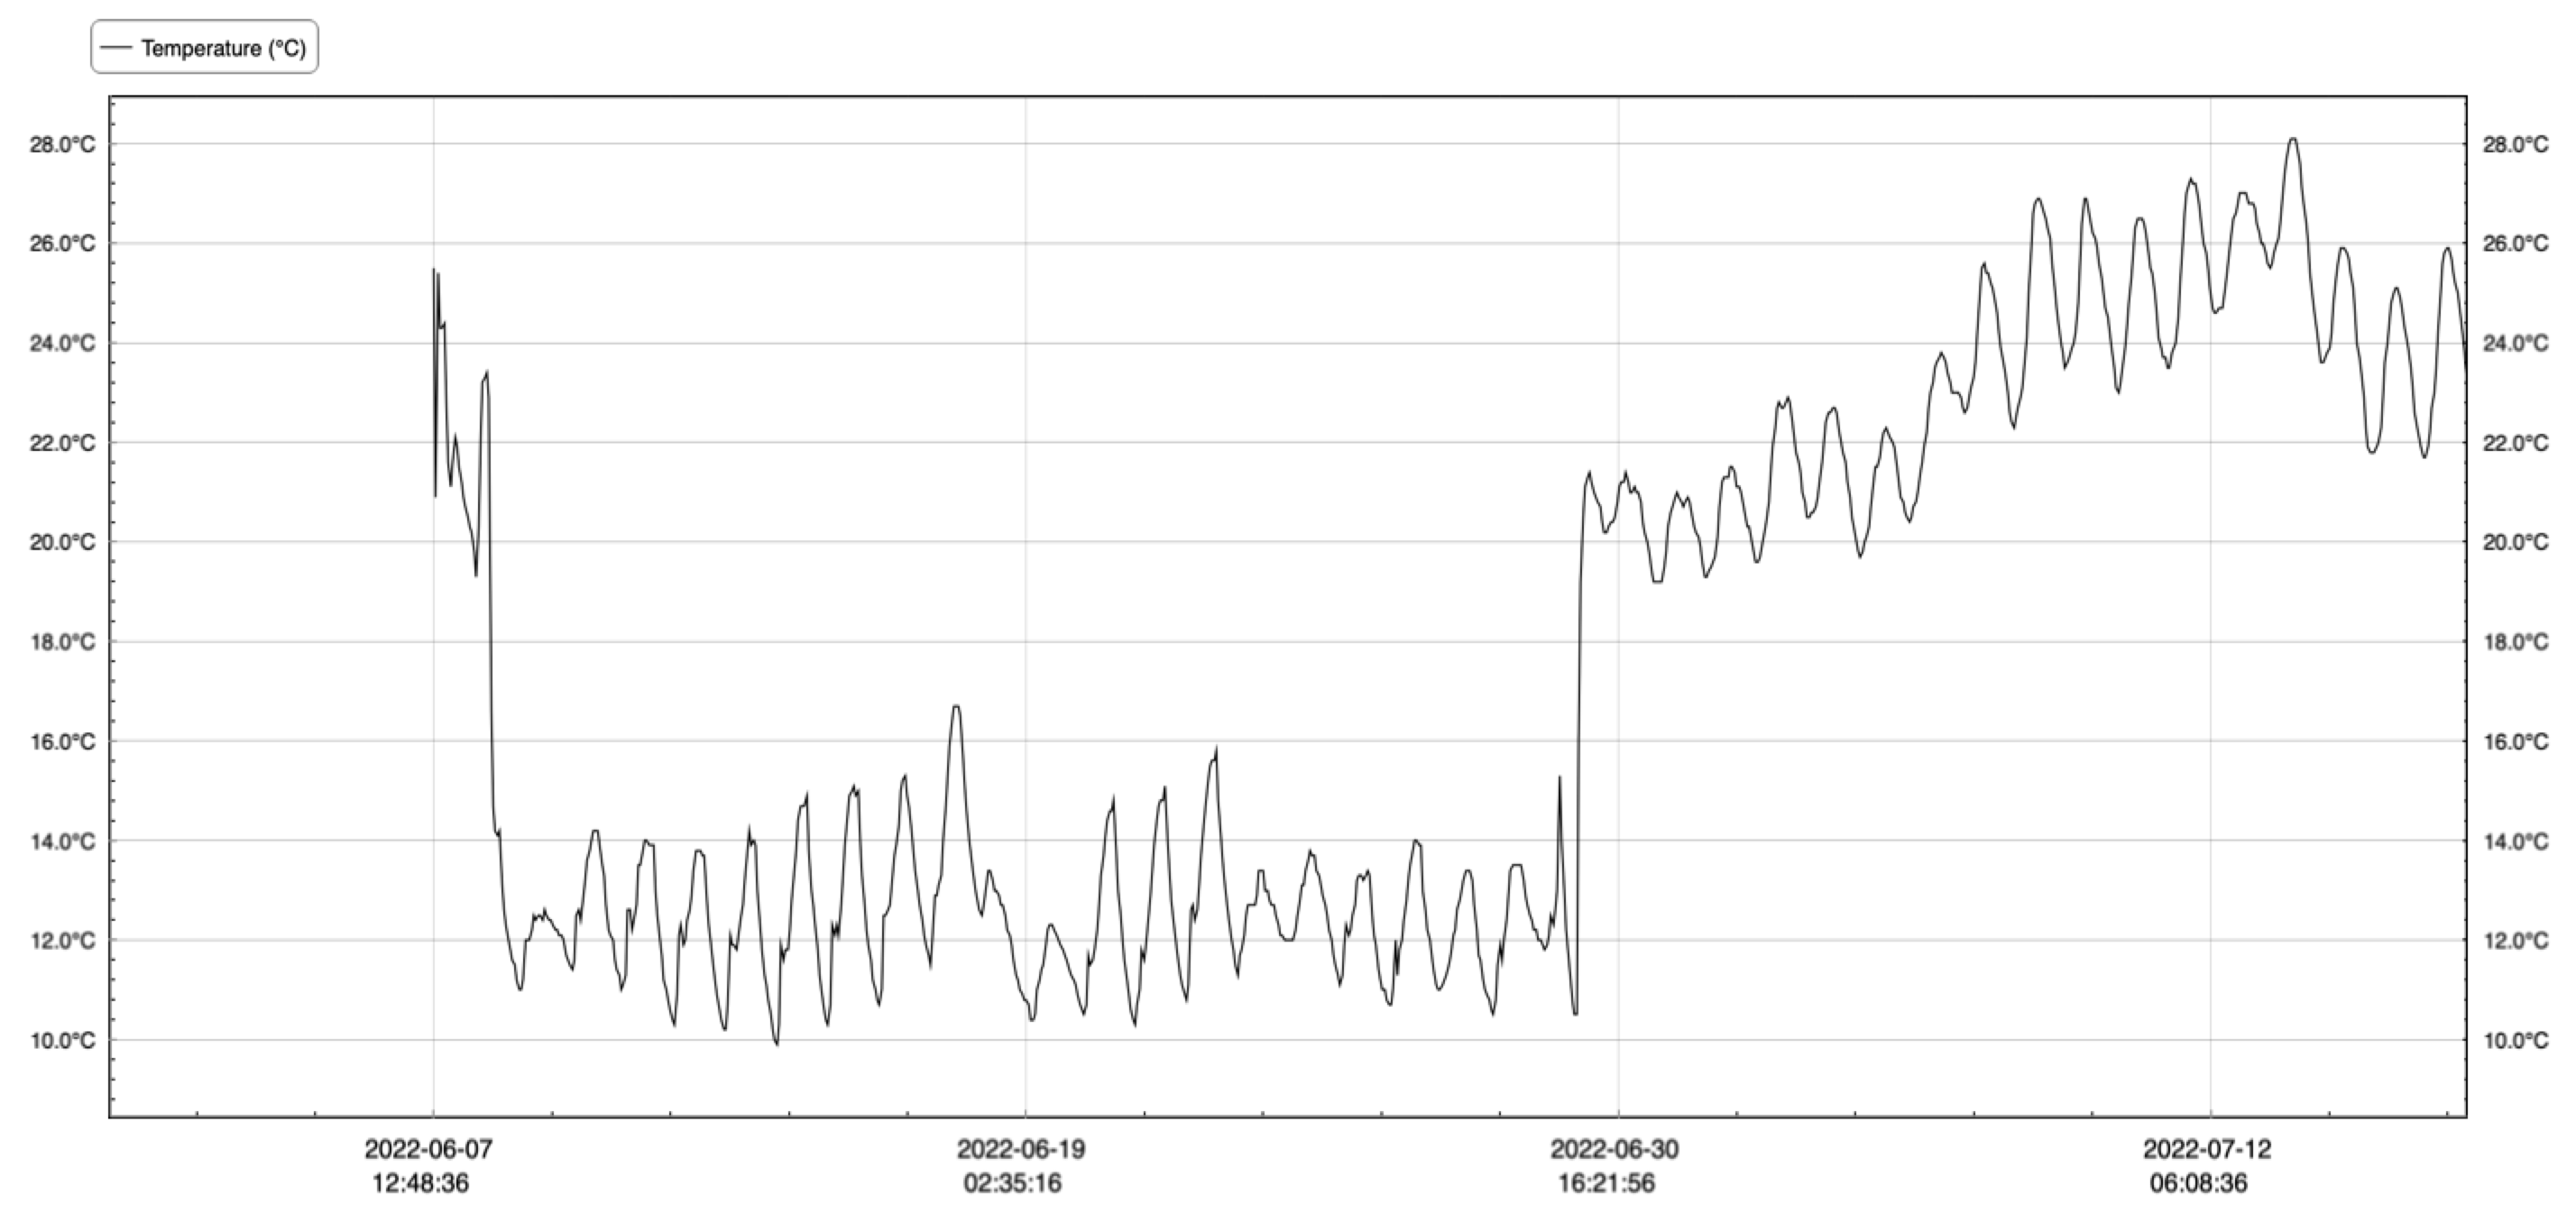 Temperature (°C)
28.0°C 28.0°C
26.0°C 26.0°C
24.0°C 24.0°C
22.0°C 22.0°C
20.0°C 20.0°C
18.0°C 18.0°C
16.0°C 16.0°C
14.0°C 14.0°C
12.0°C 12.0°C
10.0°C 10.0°C
2022-06-07 2022-06-19 2022-06-30 2022-07-12
12:48:36 02:35:16 16:21:56 06:08:36